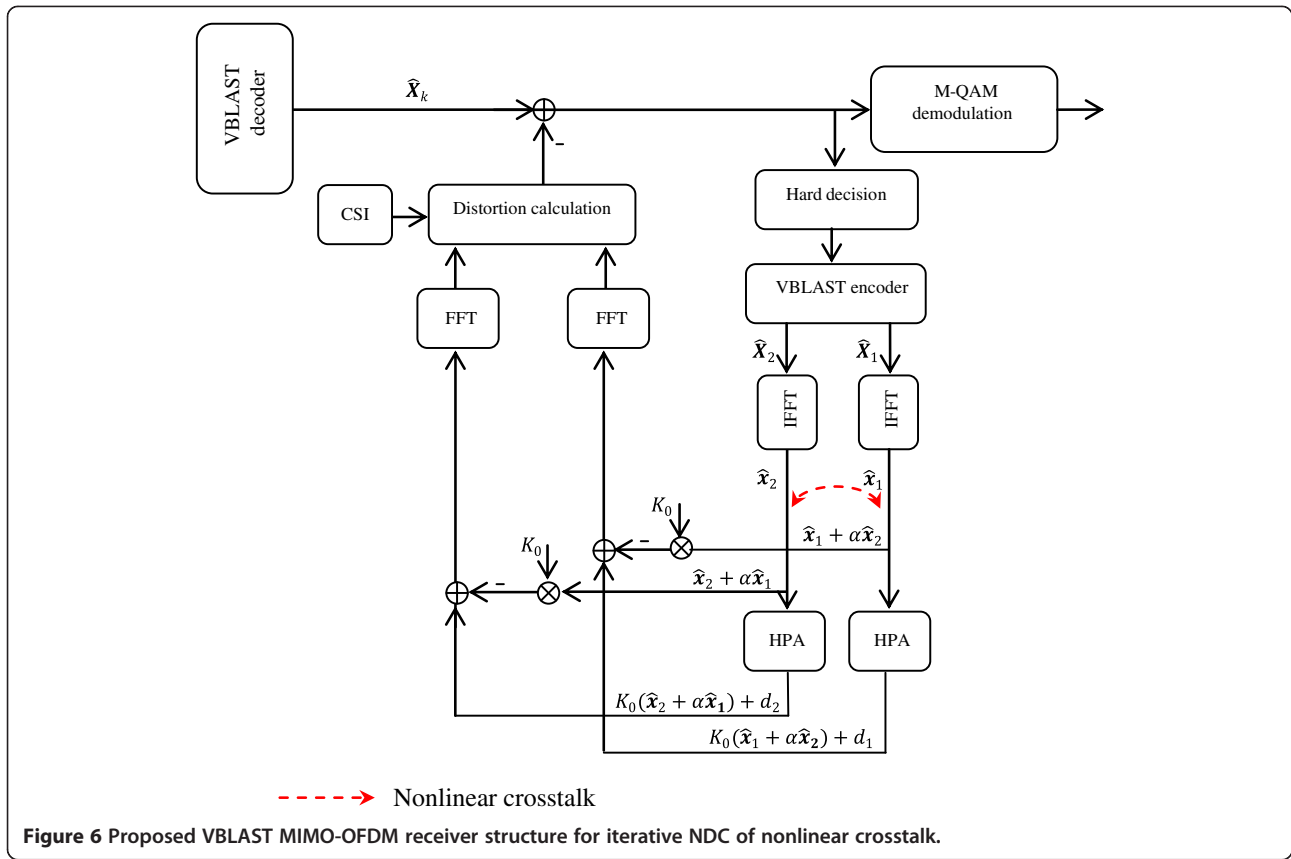 VBLAST
decoder
X̂ₖ
M-QAM
demodulation
-
CSI
Distortion calculation
Hard decision
VBLAST encoder
FFT
FFT
X̂₂
X̂₁
IFFT
IFFT
x̂₂
x̂₁
K₀
x̂₁ + αx̂₂
-
K₀
x̂₂ + αx̂₁
-
HPA
HPA
K₀(x̂₂ + αx̂₁) + d₂
K₀(x̂₁ + αx̂₂) + d₁
Nonlinear crosstalk
Figure 6 Proposed VBLAST MIMO-OFDM receiver structure for iterative NDC of nonlinear crosstalk.